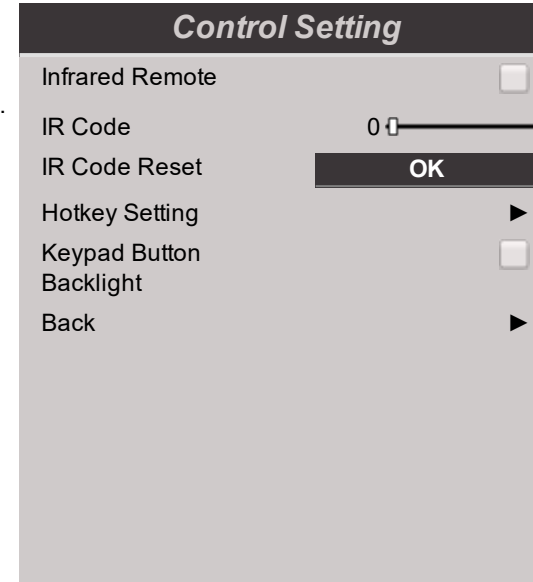 Control Setting
Infrared Remote
.
IR Code 0
IR Code Reset OK
Hotkey Setting
Keypad Button
Backlight
Back